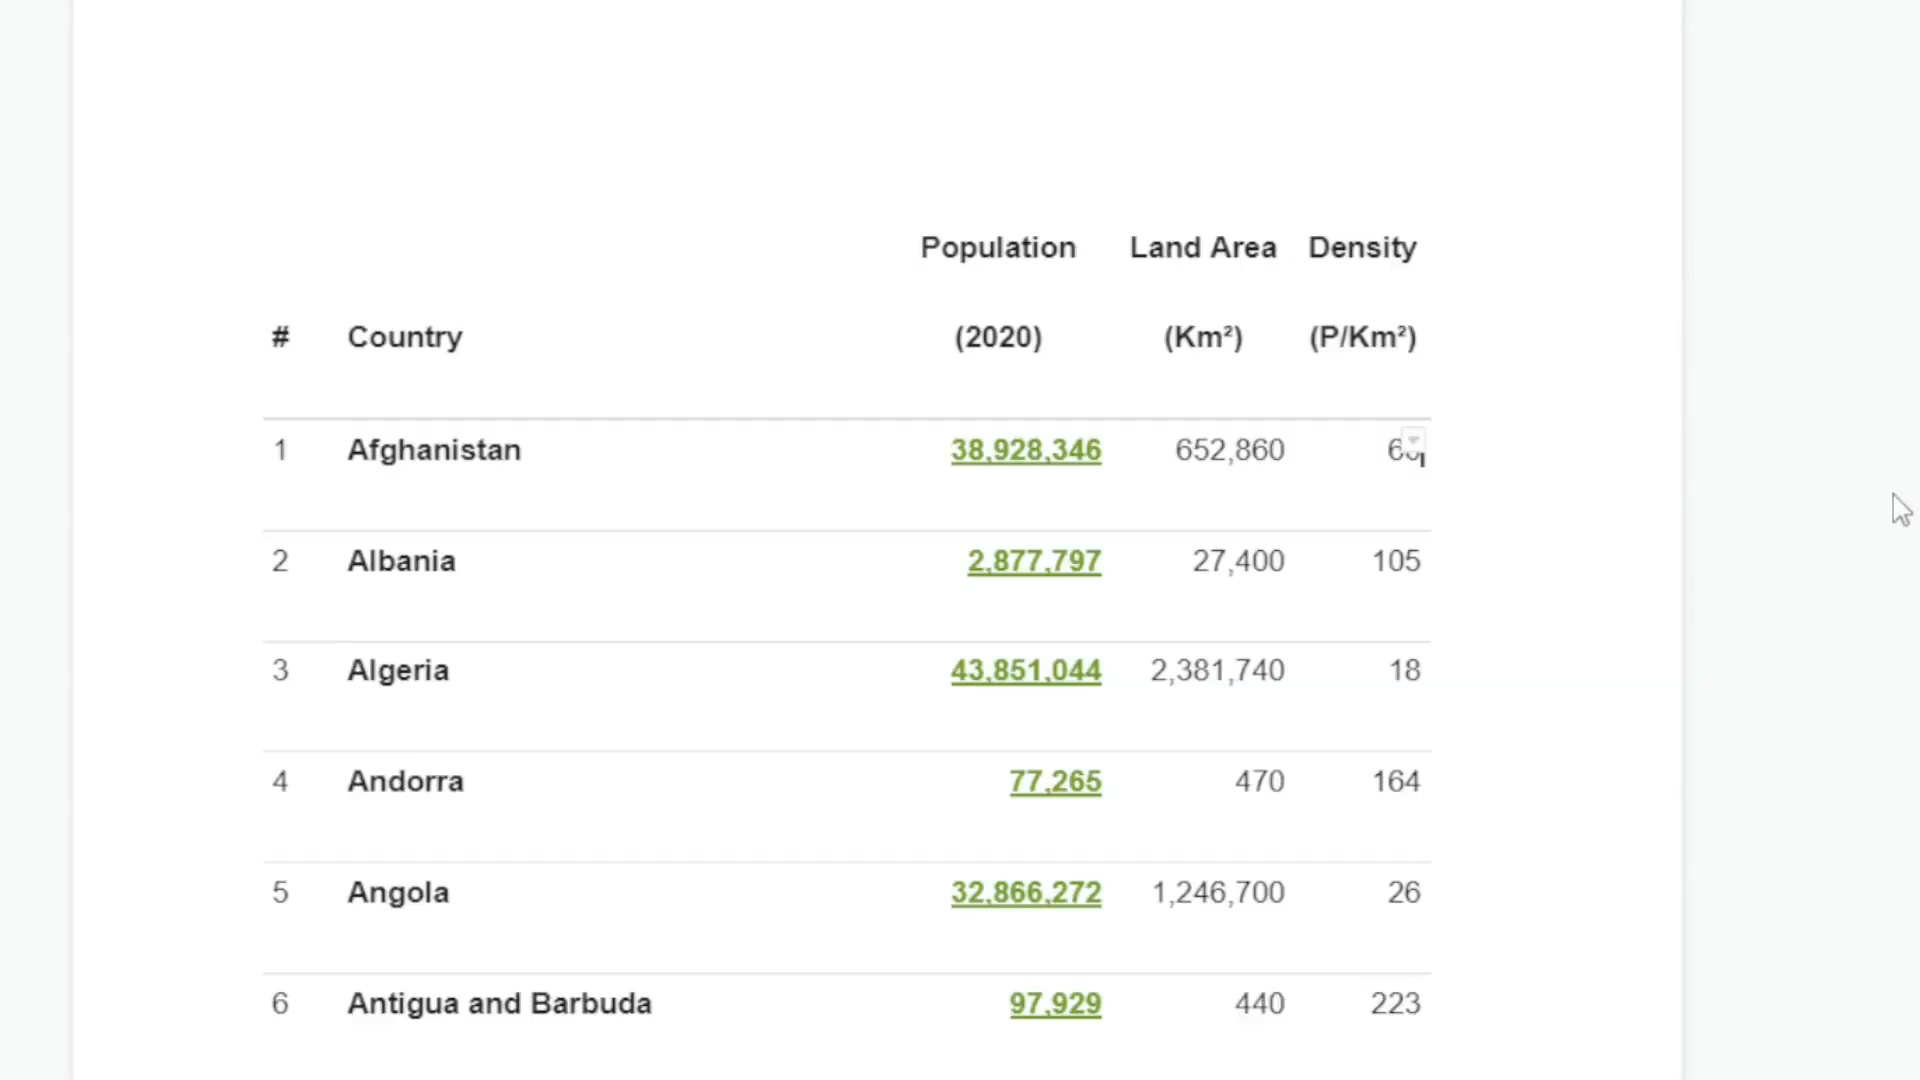 Population Land Area Density
# Country (2020) (Km²) (P/Km²)
1 Afghanistan 38,928,346 652,860
2 Albania 2,877,797 27,400 105
3 Algeria 43,851,044 2,381,740 18
4 Andorra 77,265 470 164
5 Angola 32,866,272 1,246,700 26
6 Antigua and Barbuda 97,929 440 223